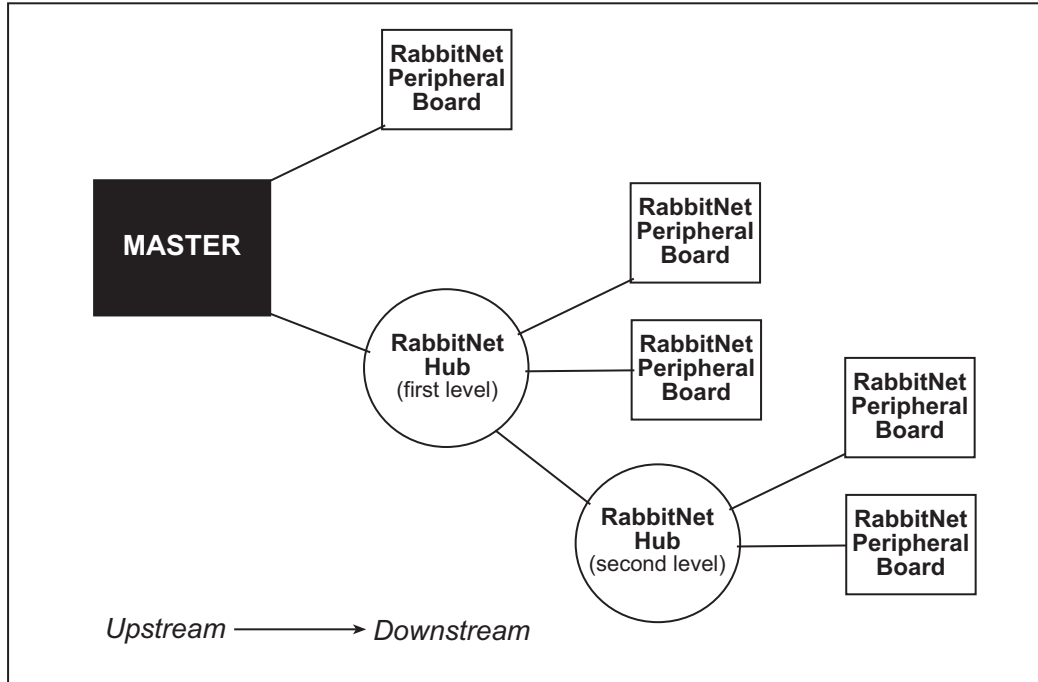 RabbitNet
Peripheral
Board
MASTER
RabbitNet
Peripheral
Board
RabbitNet
Hub
(first level)
RabbitNet
Peripheral
Board
RabbitNet
Peripheral
Board
RabbitNet
Hub
(second level)
RabbitNet
Peripheral
Board
Upstream
Downstream